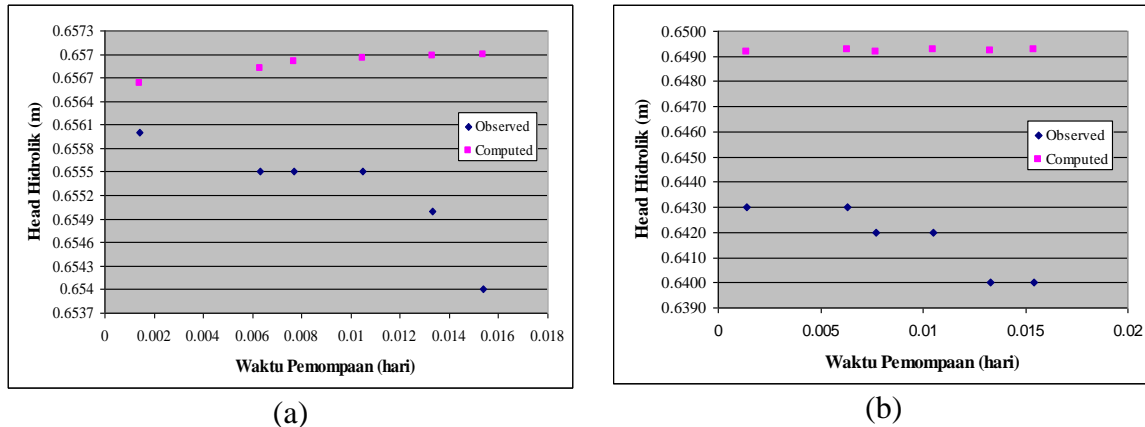 0.6573
0.657
0.6567
0.6564
0.6561
0.6558
0.6555
0.6552
0.6549
0.6546
0.6543
0.654
0.6537
Head Hidrolik (m)
Observed
Computed
0 0.002 0.004 0.006 0.008 0.01 0.012 0.014 0.016 0.018
Waktu Pemompaan (hari)
(a)
0.6500
0.6490
0.6480
0.6470
0.6460
0.6450
0.6440
0.6430
0.6420
0.6410
0.6400
0.6390
Head Hidrolik (m)
Observed
Computed
0 0.005 0.01 0.015 0.02
Waktu Pemompaan (hari)
(b)